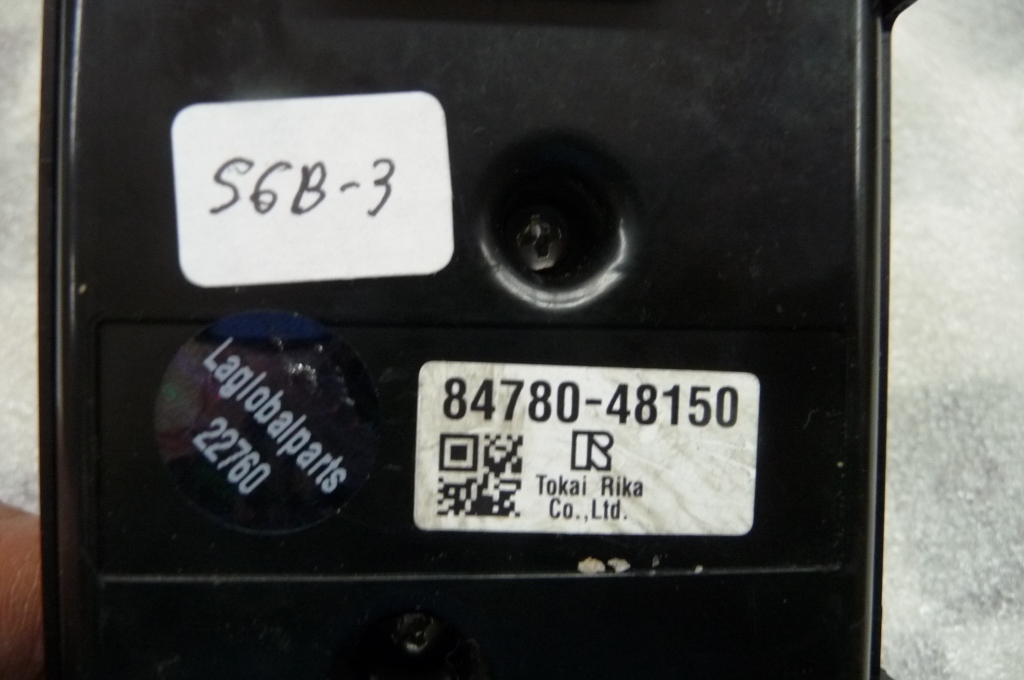 S6B-3
Laglobalparts
22760
84780-48150
R
Tokai Rika
Co.,Ltd.